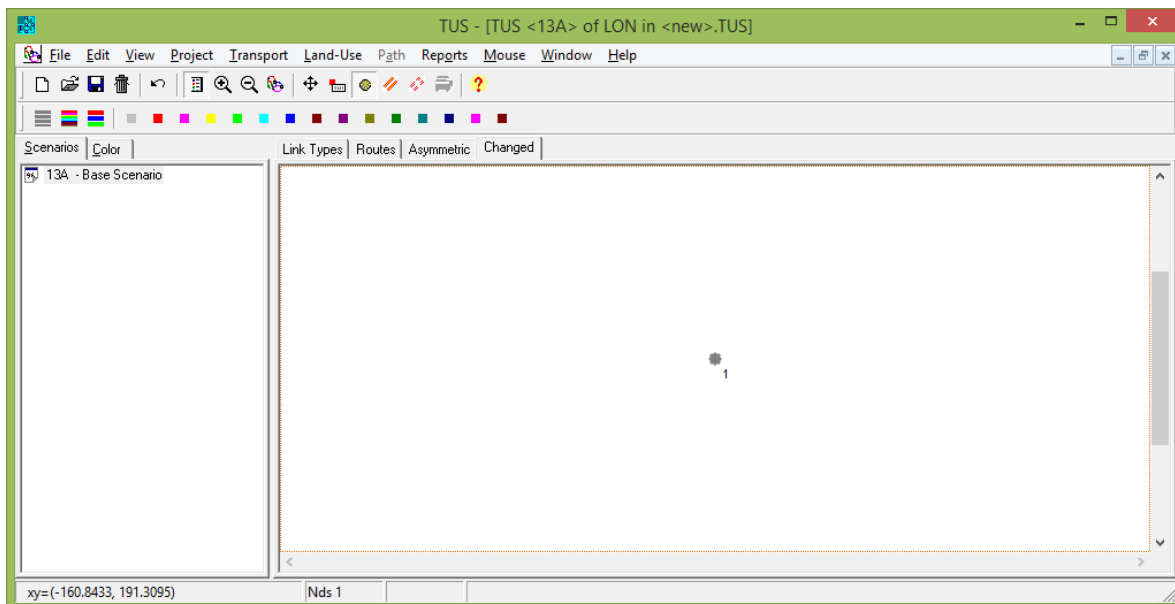 TUS - [TUS <13A> of LON in <new>.TUS]
File Edit View Project Transport Land-Use Path Reports Mouse Window Help
Scenarios Color Link Types Routes Asymmetric Changed
13A - Base Scenario
1
xy=(-160.8433, 191.3095) Nds 1